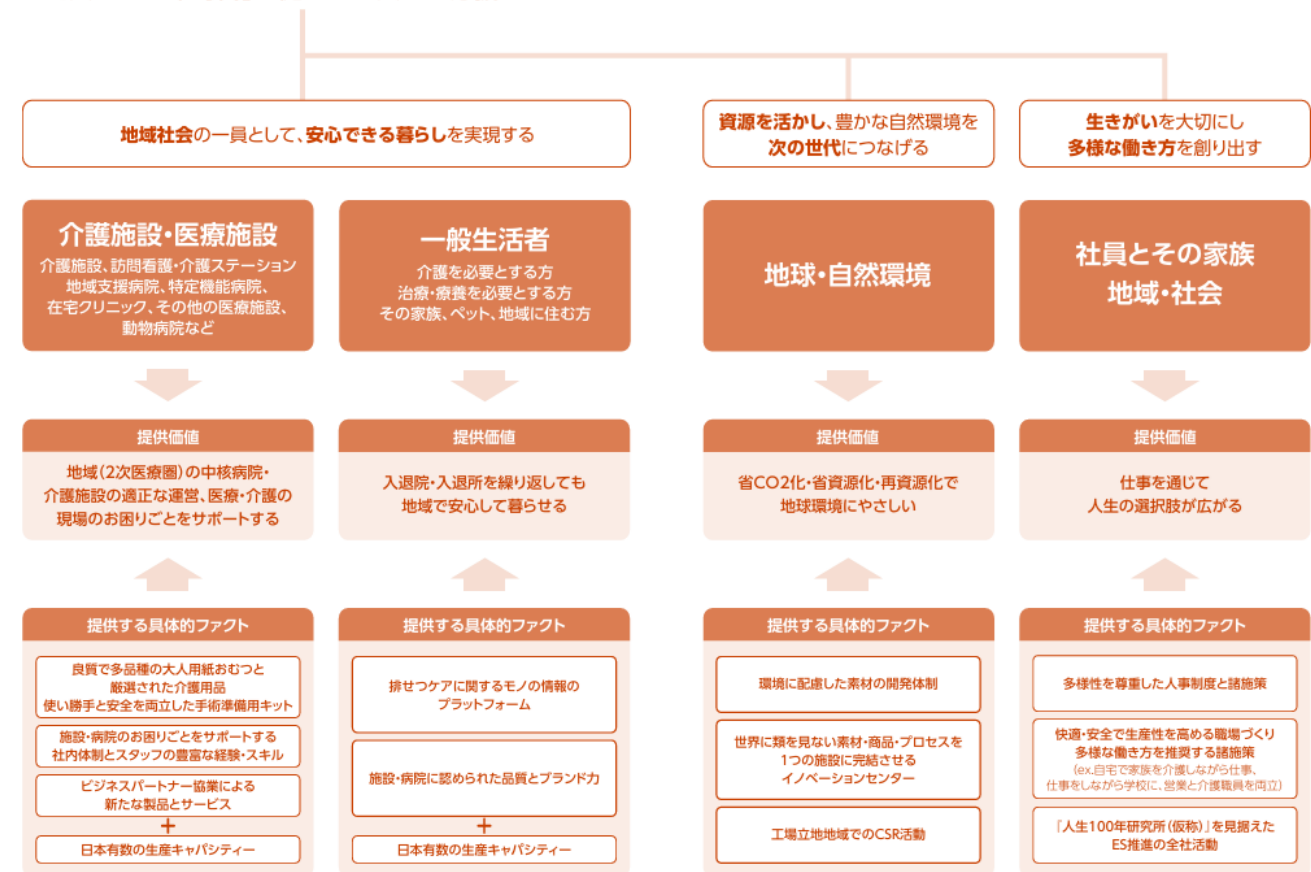 地域社会の一員として、安心できる暮らしを実現する
資源を活かし、豊かな自然環境を
次の世代につなげる
生きがいを大切にし
多様な働き方を創り出す
介護施設・医療施設
介護施設、訪問看護・介護ステーション
地域支援病院、特定機能病院、
在宅クリニック、その他の医療施設、
動物病院など
一般生活者
介護を必要とする方
治療・療養を必要とする方
その家族、ペット、地域に住む方
地球・自然環境
社員とその家族
地域・社会
提供価値
地域（2次医療圏）の中核病院・
介護施設の適正な運営、医療・介護の
現場のお困りごとをサポートする
提供価値
入退院・入退所を繰り返しても
地域で安心して暮らせる
提供価値
省CO2化・省資源化・再資源化で
地球環境にやさしい
提供価値
仕事を通じて
人生の選択肢が広がる
提供する具体的ファクト
良質で多品種の大人用紙おむつと
厳選された介護用品
使い勝手と安全を両立した手術準備用キット
施設・病院のお困りごとをサポートする
社内体制とスタッフの豊富な経験・スキル
ビジネスパートナー協業による
新たな製品とサービス
+
日本有数の生産キャパシティー
提供する具体的ファクト
排せつケアに関するモノの情報の
プラットフォーム
施設・病院に認められた品質とブランド力
+
日本有数の生産キャパシティー
提供する具体的ファクト
環境に配慮した素材の開発体制
世界に類を見ない素材・商品・プロセスを
1つの施設に完結させる
イノベーションセンター
工場立地地域でのCSR活動
提供する具体的ファクト
多様性を尊重した人事制度と諸施策
快適・安全で生産性を高める職場づくり
多様な働き方を推奨する諸施策
（ex.自宅で家族を介護しながら仕事、
仕事をしながら学校に、営業と介護職員を両立）
「人生100年研究所（仮称）」を見据えた
ES推進の全社活動